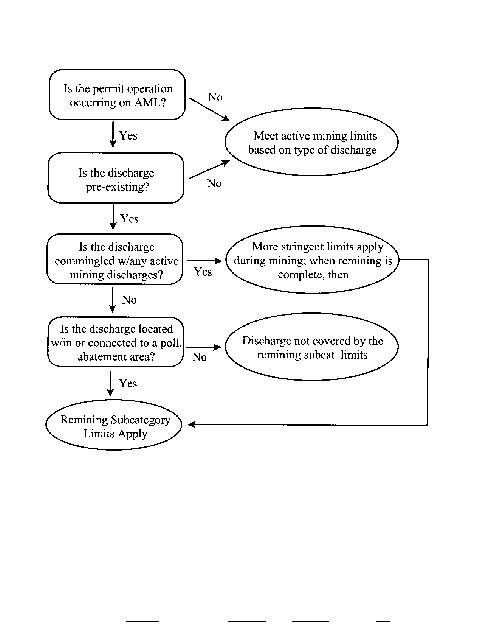 Is the permit operation
occurring on AML?
No
Yes
Meet active mining limits
based on type of discharge
Is the discharge
pre-existing?
No
Yes
Is the discharge
commingled w/any active
mining discharges?
Yes
More stringent limits apply
during mining; when remining is
complete, then
No
Is the discharge located
w/in or connected to a poll.
abatement area?
No
Discharge not covered by the
remining subcat. limits
Yes
Remining Subcategory
Limits Apply